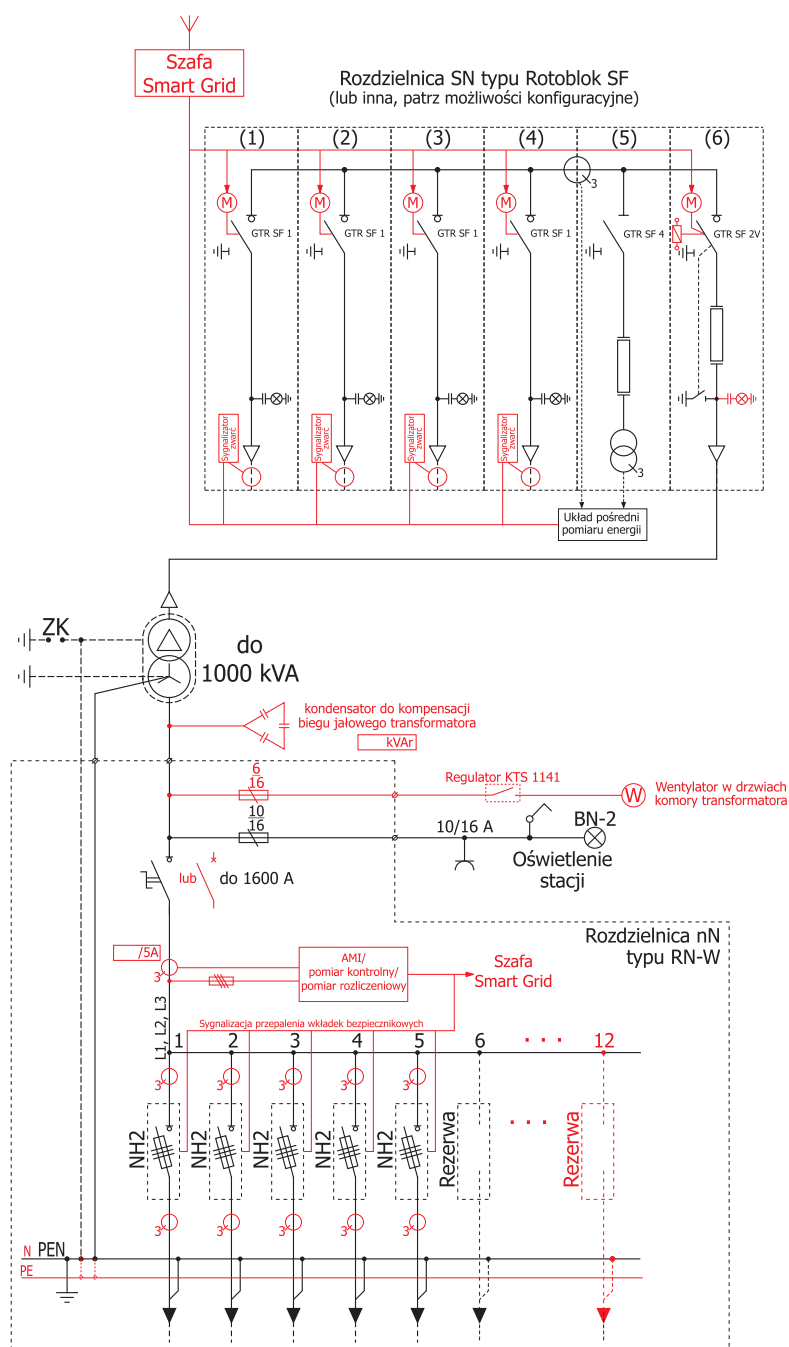 Szafa
Smart Grid
Rozdzielnica SN typu Rotoblok SF
(lub inna, patrz możliwości konfiguracyjne)
(1)
(2)
(3)
(4)
(5)
(6)
M
M
M
M
M
3
GTR SF 1
GTR SF 1
GTR SF 1
GTR SF 1
GTR SF 4
GTR SF 2V
Sygnalizator
zwarć
Sygnalizator
zwarć
Sygnalizator
zwarć
Sygnalizator
zwarć
3
Układ pośredni
pomiaru energii
ZK
do
1000 kVA
kondensator do kompensacji
biegu jałowego transformatora
kVAr
6
16
Regulator KTS 1141
W
Wentylator w drzwiach
komory transformatora
10
16
10/16 A
BN-2
Oświetlenie
stacji
lub
do 1600 A
Rozdzielnica nN
typu RN-W
/5A
3
AMI/
pomiar kontrolny/
pomiar rozliczeniowy
Szafa
Smart Grid
L1, L2, L3
Sygnalizacja przepalenia wkładek bezpiecznikowych
1
2
3
4
5
6
. . .
12
3
3
3
3
3
NH2
NH2
NH2
NH2
NH2
Rezerwa
. . .
Rezerwa
3
3
3
3
3
N PEN
PE